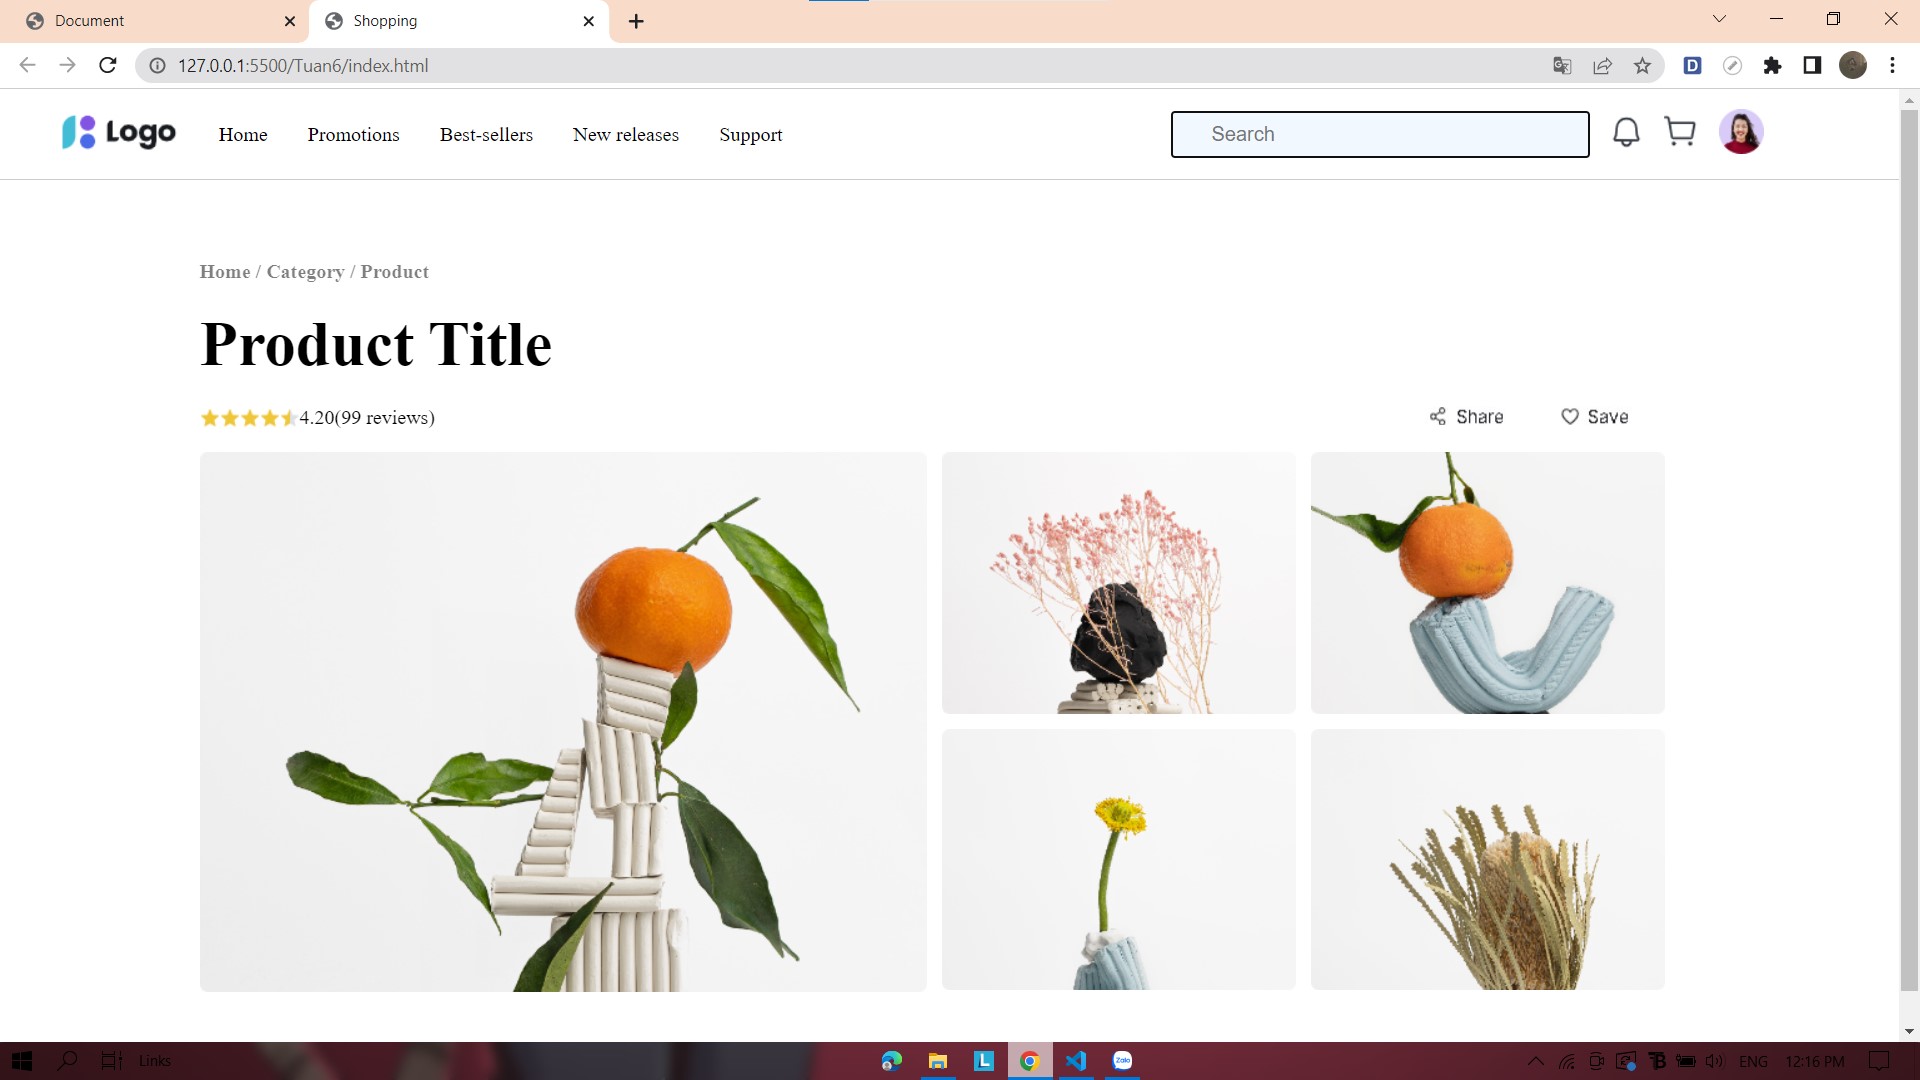 Document
Shopping
127.0.0.1:5500/Tuan6/index.html
D
Logo
Home
Promotions
Best-sellers
New releases
Support
Search
Home / Category / Product
Product Title
4.20(99 reviews)
Share
Save
Links
L
Zalo
ENG
12:16 PM